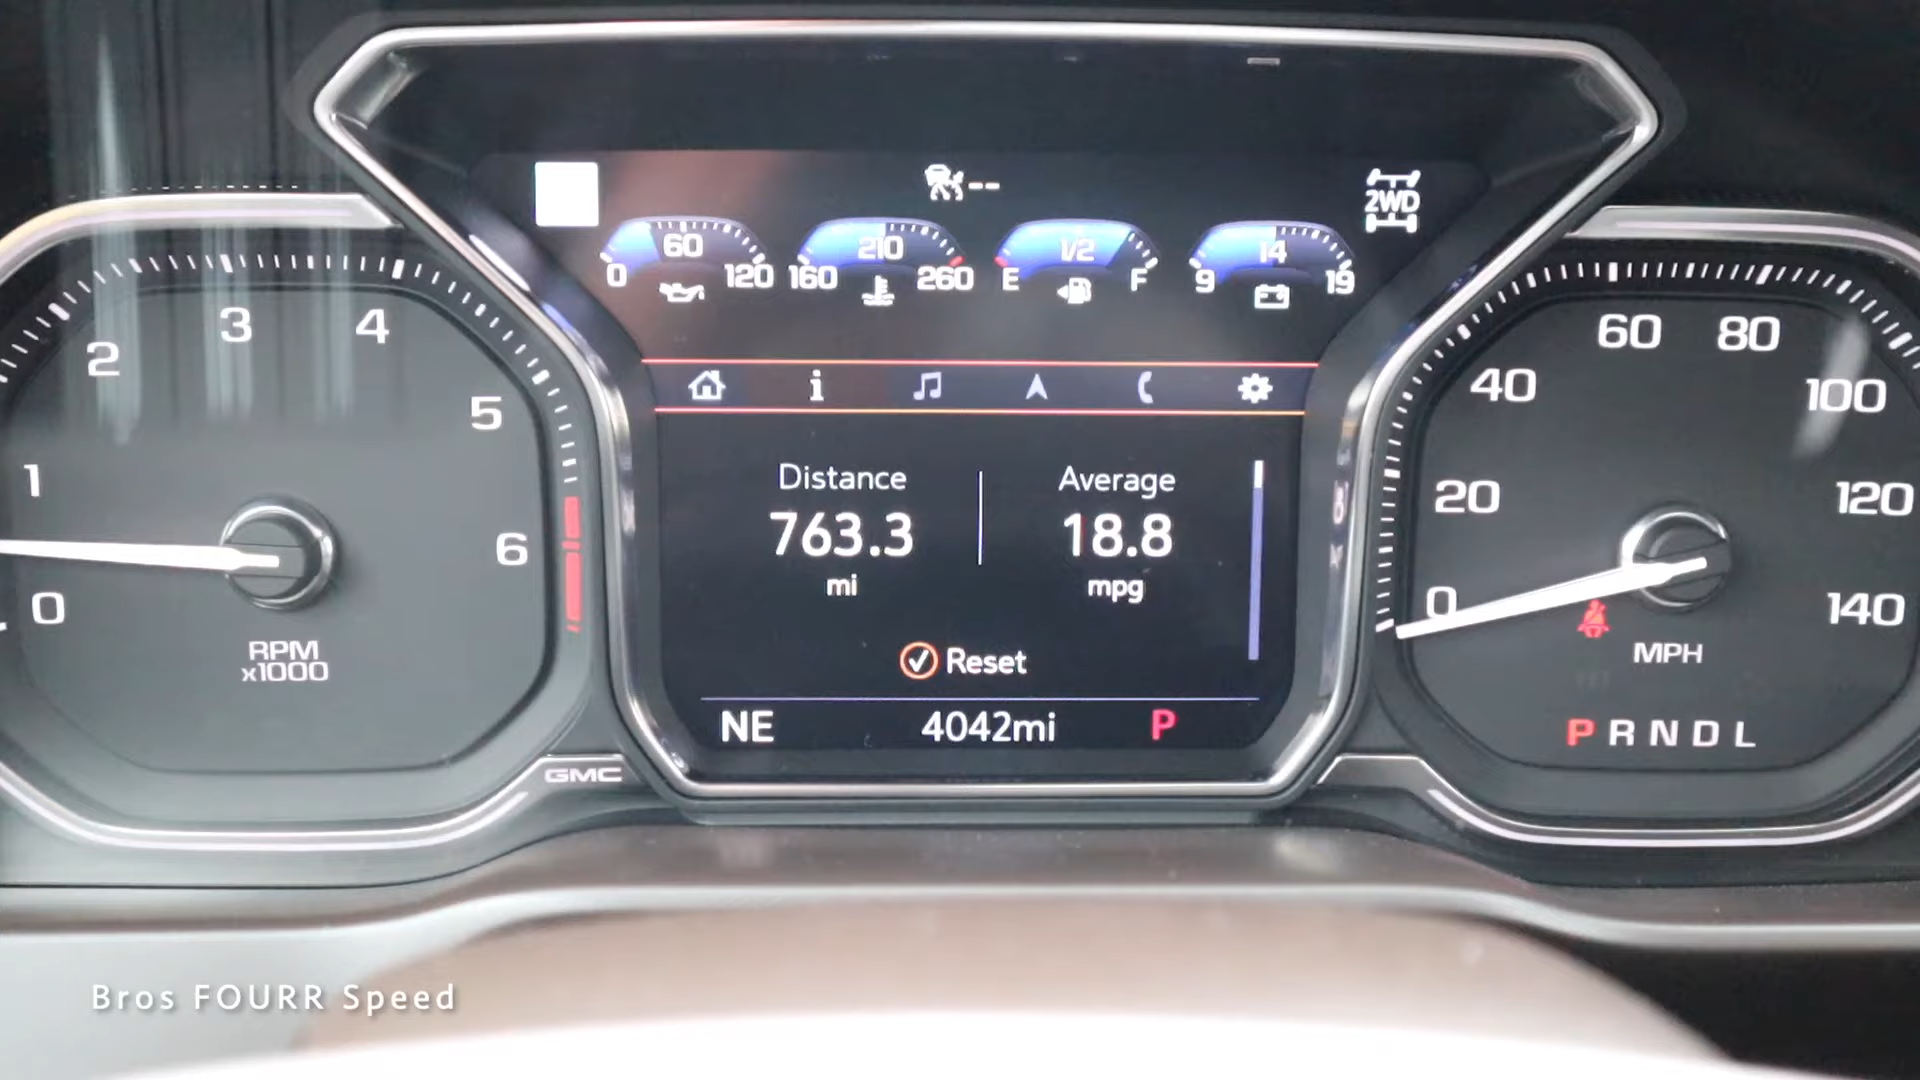 --
2WD
60
0 120
210
160 260
1/2
E F
14
9 19
0
1
2
3
4
5
6
RPM
x1000
Distance
763.3
mi
Average
18.8
mpg
Reset
NE 4042mi P
0
20
40
60
80
100
120
140
MPH
P R N D L
GMC
Bros FOURR Speed